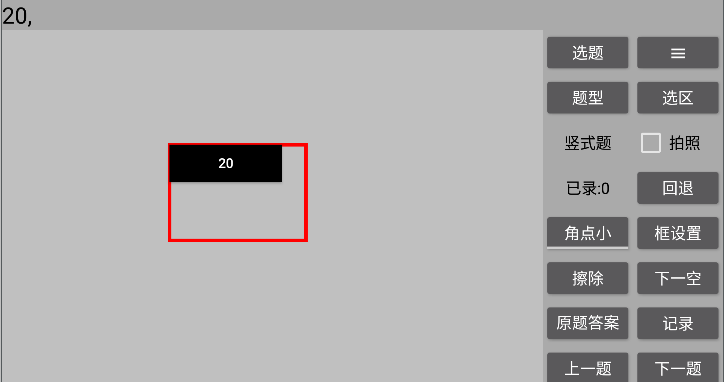 20,
20
选题
≡
题型
选区
竖式题
拍照
已录:0
回退
角点小
框设置
擦除
下一空
原题答案
记录
上一题
下一题